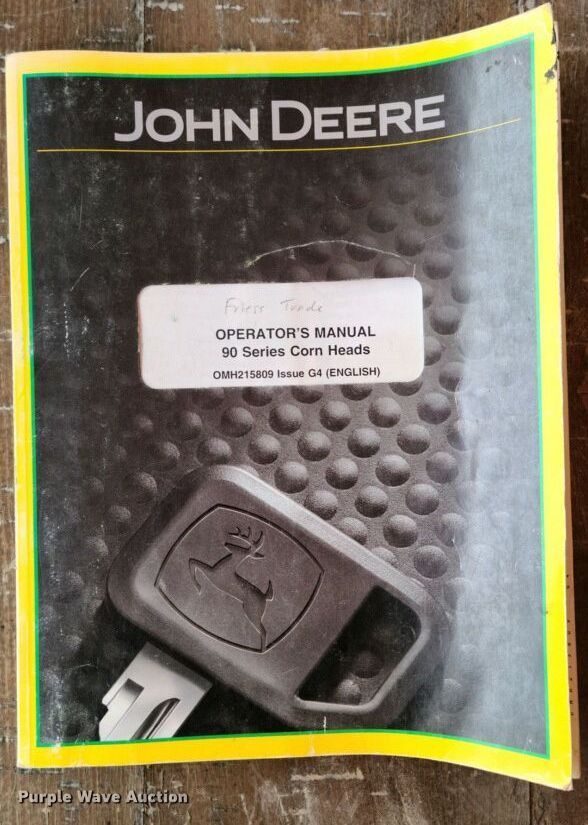 JOHN DEERE
Friess Trade
OPERATOR'S MANUAL
90 Series Corn Heads
OMH215809 Issue G4 (ENGLISH)
Purple Wave Auction